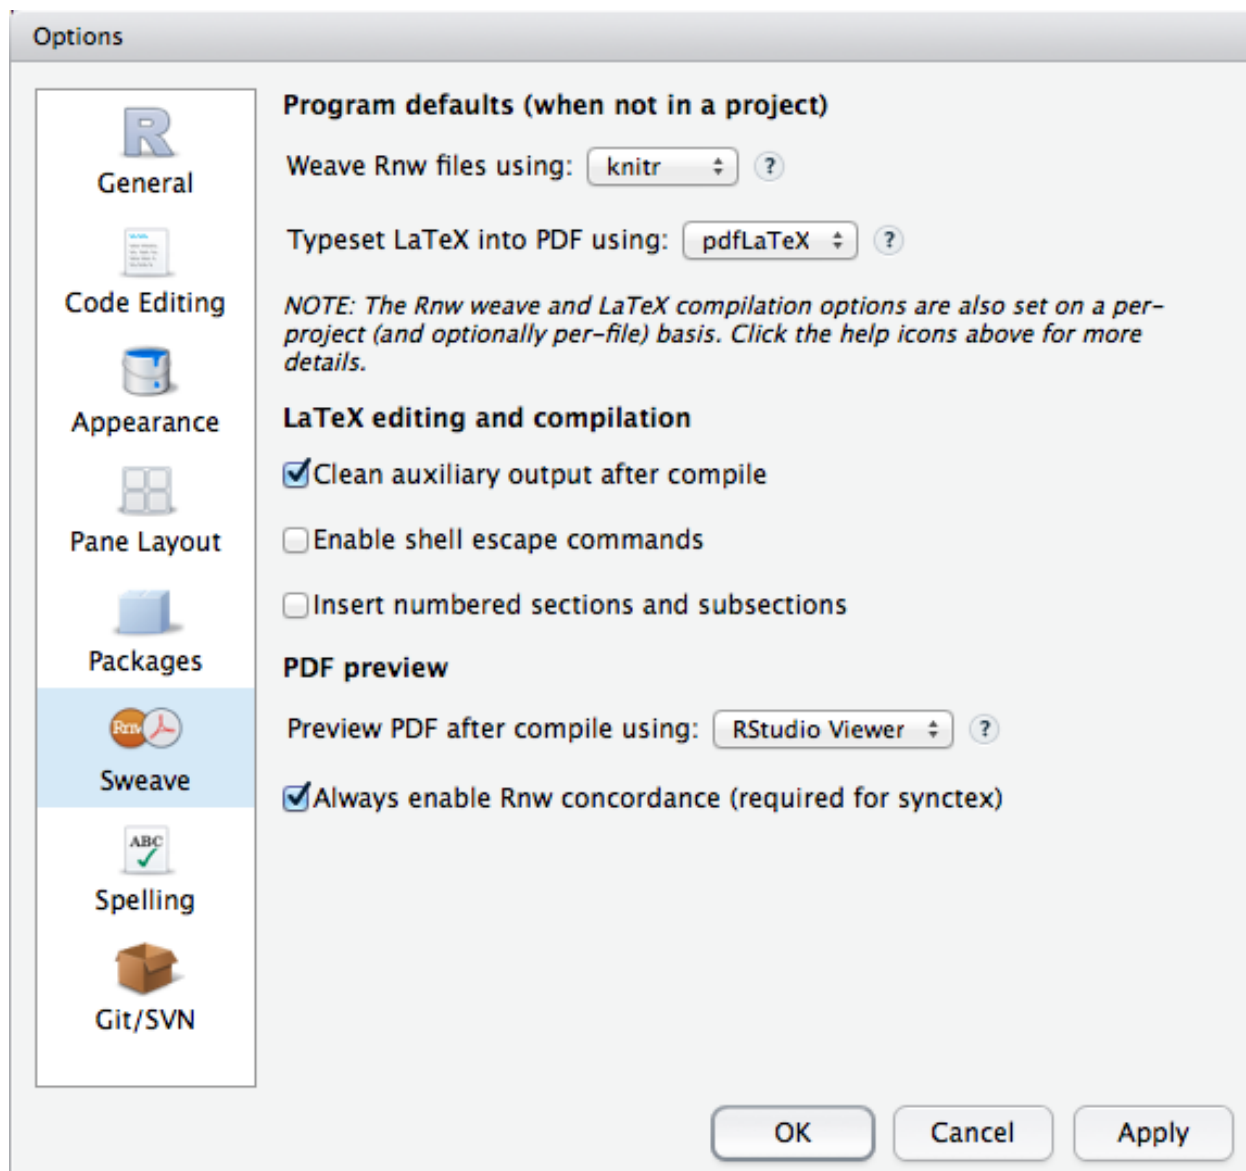 Options
General
Code Editing
Appearance
Pane Layout
Packages
Rnw
Sweave
ABC
Spelling
Git/SVN
Program defaults (when not in a project)
Weave Rnw files using: knitr ?
Typeset LaTeX into PDF using: pdfLaTeX ?
NOTE: The Rnw weave and LaTeX compilation options are also set on a per-
project (and optionally per-file) basis. Click the help icons above for more
details.
LaTeX editing and compilation
Clean auxiliary output after compile
Enable shell escape commands
Insert numbered sections and subsections
PDF preview
Preview PDF after compile using: RStudio Viewer ?
Always enable Rnw concordance (required for synctex)
OK Cancel Apply